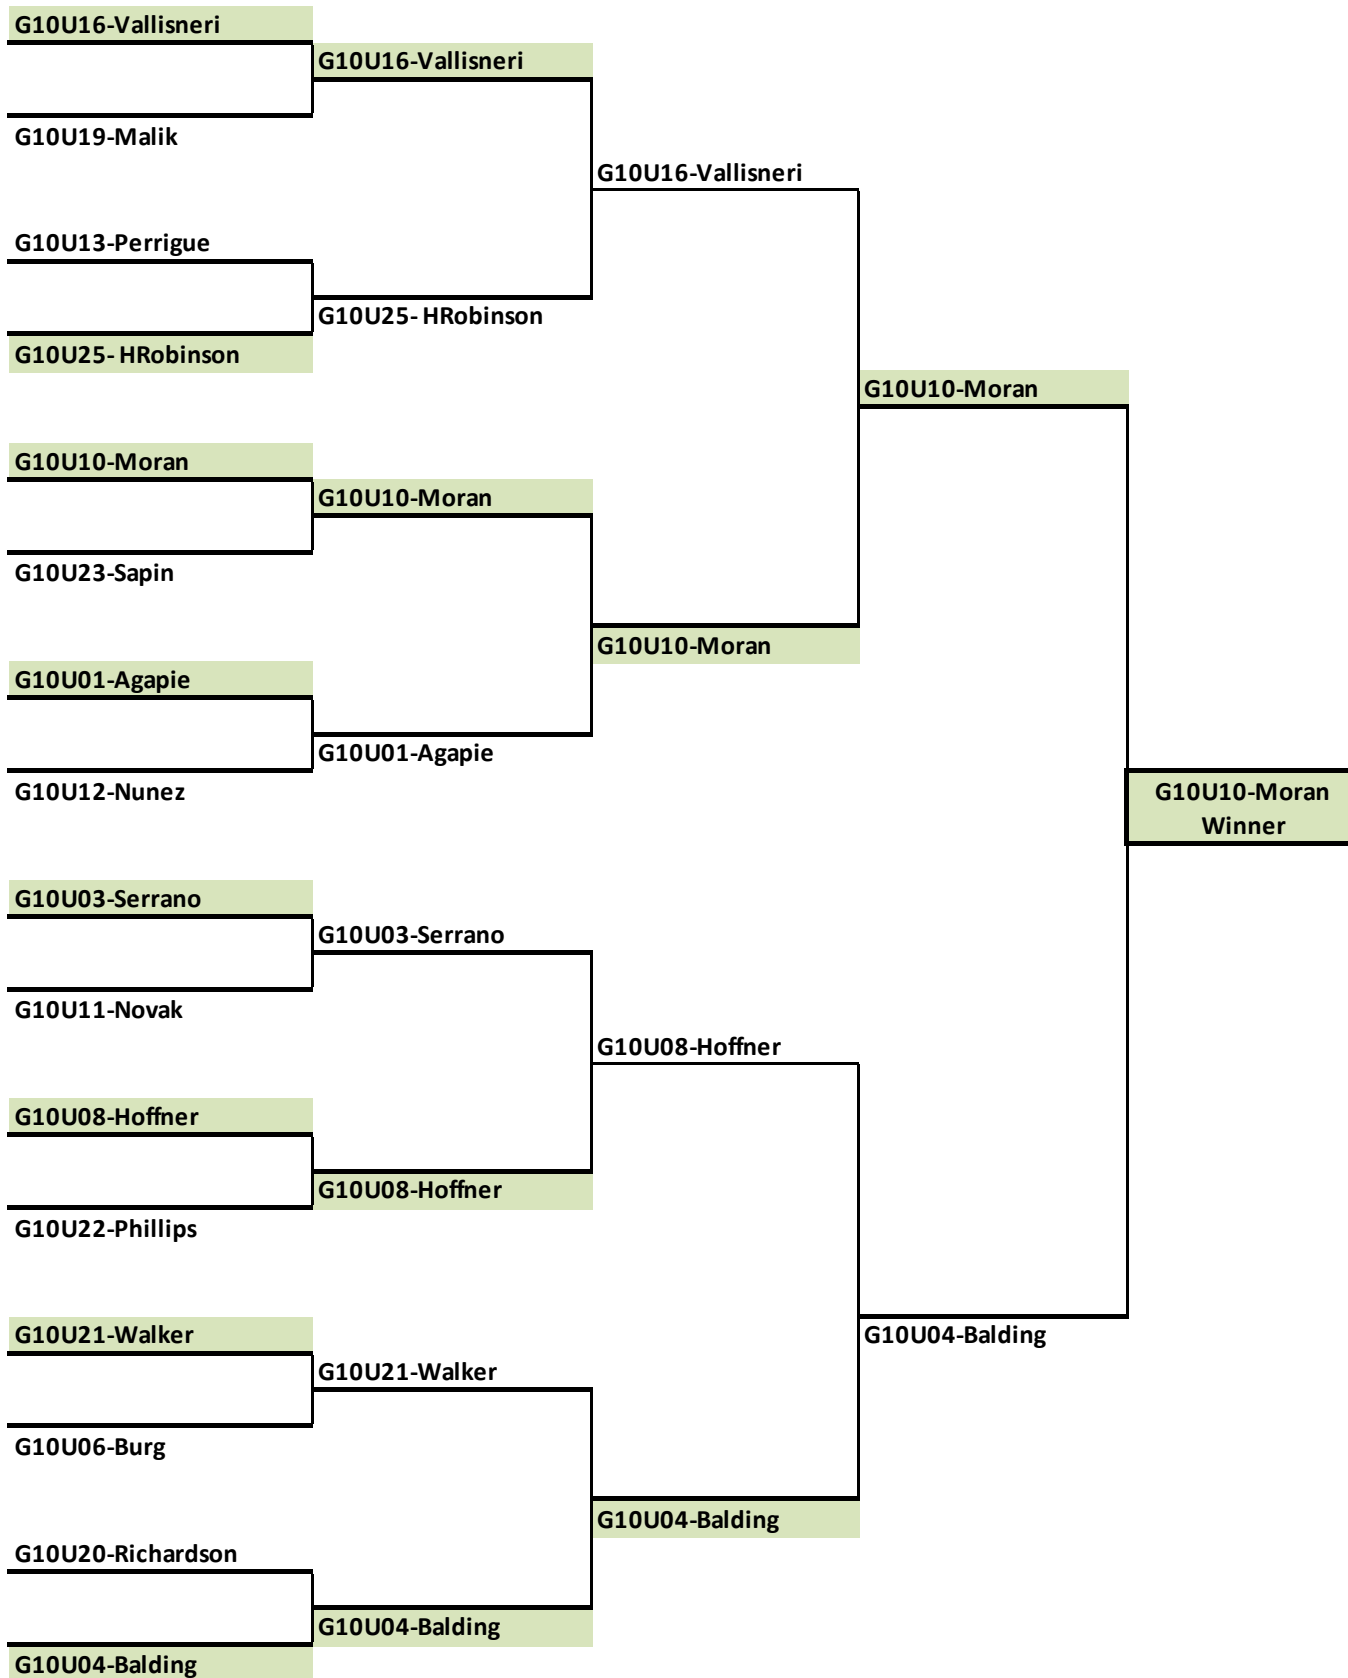 G10U16-Vallisneri
G10U16-Vallisneri
G10U19-Malik
G10U16-Vallisneri
G10U13-Perrigue
G10U25- HRobinson
G10U25- HRobinson
G10U10-Moran
G10U10-Moran
G10U10-Moran
G10U23-Sapin
G10U10-Moran
G10U01-Agapie
G10U01-Agapie
G10U12-Nunez
G10U10-Moran
Winner
G10U03-Serrano
G10U03-Serrano
G10U11-Novak
G10U08-Hoffner
G10U08-Hoffner
G10U08-Hoffner
G10U22-Phillips
G10U21-Walker
G10U04-Balding
G10U21-Walker
G10U06-Burg
G10U04-Balding
G10U20-Richardson
G10U04-Balding
G10U04-Balding